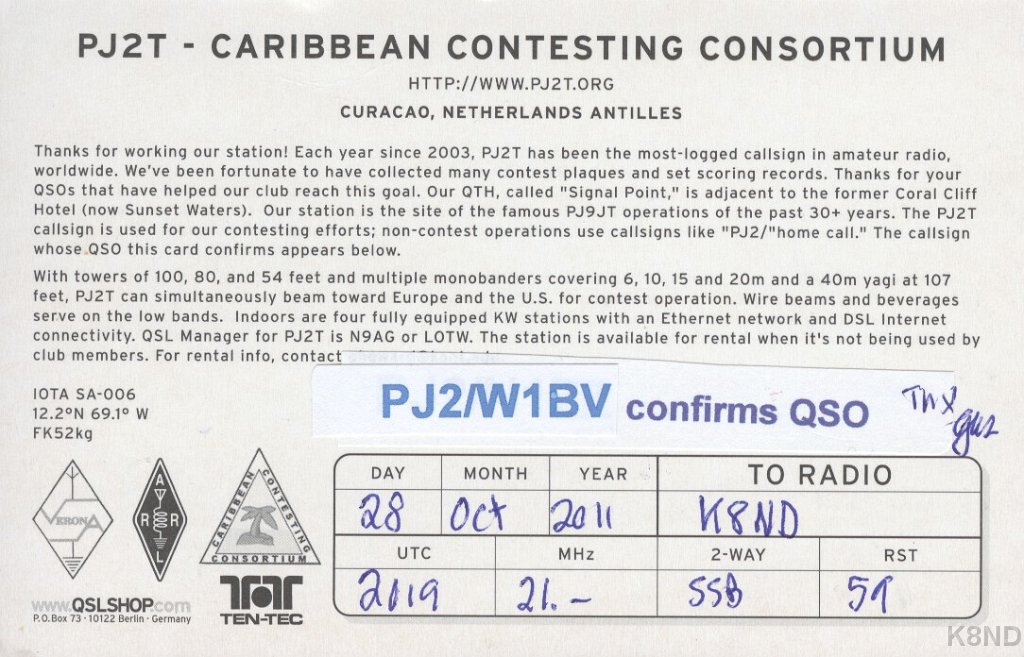 PJ2T - CARIBBEAN CONTESTING CONSORTIUM
HTTP://WWW.PJ2T.ORG
CURACAO, NETHERLANDS ANTILLES
Thanks for working our station! Each year since 2003, PJ2T has been the most-logged callsign in amateur radio,
worldwide. We've been fortunate to have collected many contest plaques and set scoring records. Thanks for your
QSOs that have helped our club reach this goal. Our QTH, called "Signal Point," is adjacent to the former Coral Cliff
Hotel (now Sunset Waters). Our station is the site of the famous PJ9JT operations of the past 30+ years. The PJ2T
callsign is used for our contesting efforts; non-contest operations use callsigns like "PJ2/"home call." The callsign
whose QSO this card confirms appears below.
With towers of 100, 80, and 54 feet and multiple monobanders covering 6, 10, 15 and 20m and a 40m yagi at 107
feet, PJ2T can simultaneously beam toward Europe and the U.S. for contest operation. Wire beams and beverages
serve on the low bands. Indoors are four fully equipped KW stations with an Ethernet network and DSL Internet
connectivity. QSL Manager for PJ2T is N9AG or LOTW. The station is available for rental when it's not being used by
club members. For rental info, contact
PJ2/W1BV confirms QSO Tnx
gus
IOTA SA-006
12.2°N 69.1° W
FK52kg
DAY MONTH YEAR TO RADIO
28 Oct 2011 K8ND
UTC MHz 2-WAY RST
2019 21.- SSB 59
VERONA
ARRL
CARIBBEAN CONTESTING CONSORTIUM
TEN-TEC
www.QSLSHOP.com
P.O.Box 73 · 10122 Berlin · Germany
K8ND